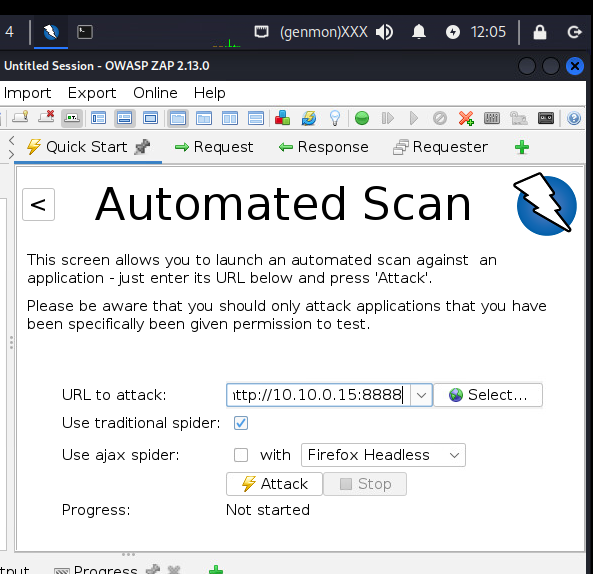 4 (genmon)XXX 12:05
Untitled Session - OWASP ZAP 2.13.0
Import Export Online Help
Quick Start Request Response Requester
< Automated Scan
This screen allows you to launch an automated scan against an
application - just enter its URL below and press 'Attack'.
Please be aware that you should only attack applications that you have
been specifically been given permission to test.
URL to attack: http://10.10.0.15:8888 Select...
Use traditional spider:
Use ajax spider: with Firefox Headless
Attack Stop
Progress: Not started
tput Progress